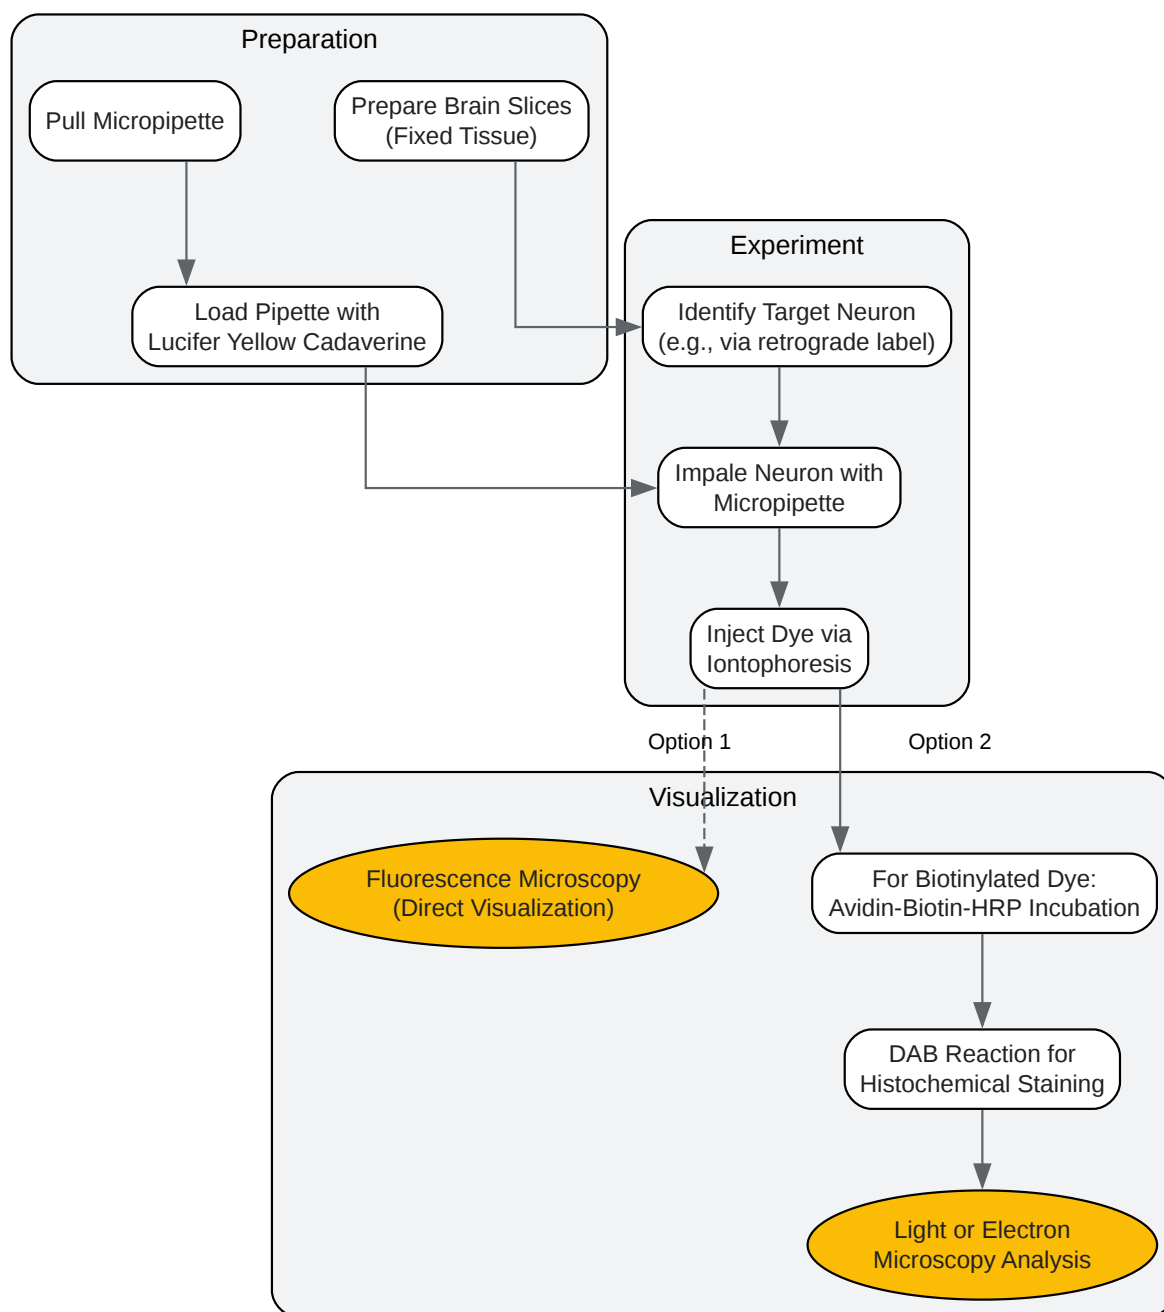 Preparation
Pull Micropipette
Prepare Brain Slices
(Fixed Tissue)
Load Pipette with
Lucifer Yellow Cadaverine
Experiment
Identify Target Neuron
(e.g., via retrograde label)
Impale Neuron with
Micropipette
Inject Dye via
Iontophoresis
Option 1
Option 2
Visualization
Fluorescence Microscopy
(Direct Visualization)
For Biotinylated Dye:
Avidin-Biotin-HRP Incubation
DAB Reaction for
Histochemical Staining
Light or Electron
Microscopy Analysis